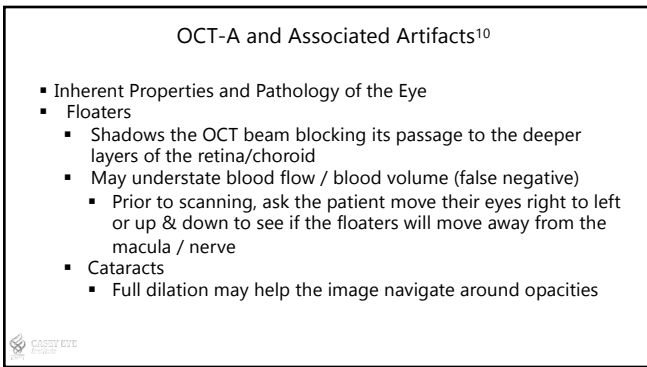 OCT-A and Associated Artifacts¹⁰
▪ Inherent Properties and Pathology of the Eye
▪ Floaters
▪ Shadows the OCT beam blocking its passage to the deeper
layers of the retina/choroid
▪ May understate blood flow / blood volume (false negative)
▪ Prior to scanning, ask the patient move their eyes right to left
or up & down to see if the floaters will move away from the
macula / nerve
▪ Cataracts
▪ Full dilation may help the image navigate around opacities
CASEY EYE
Institute